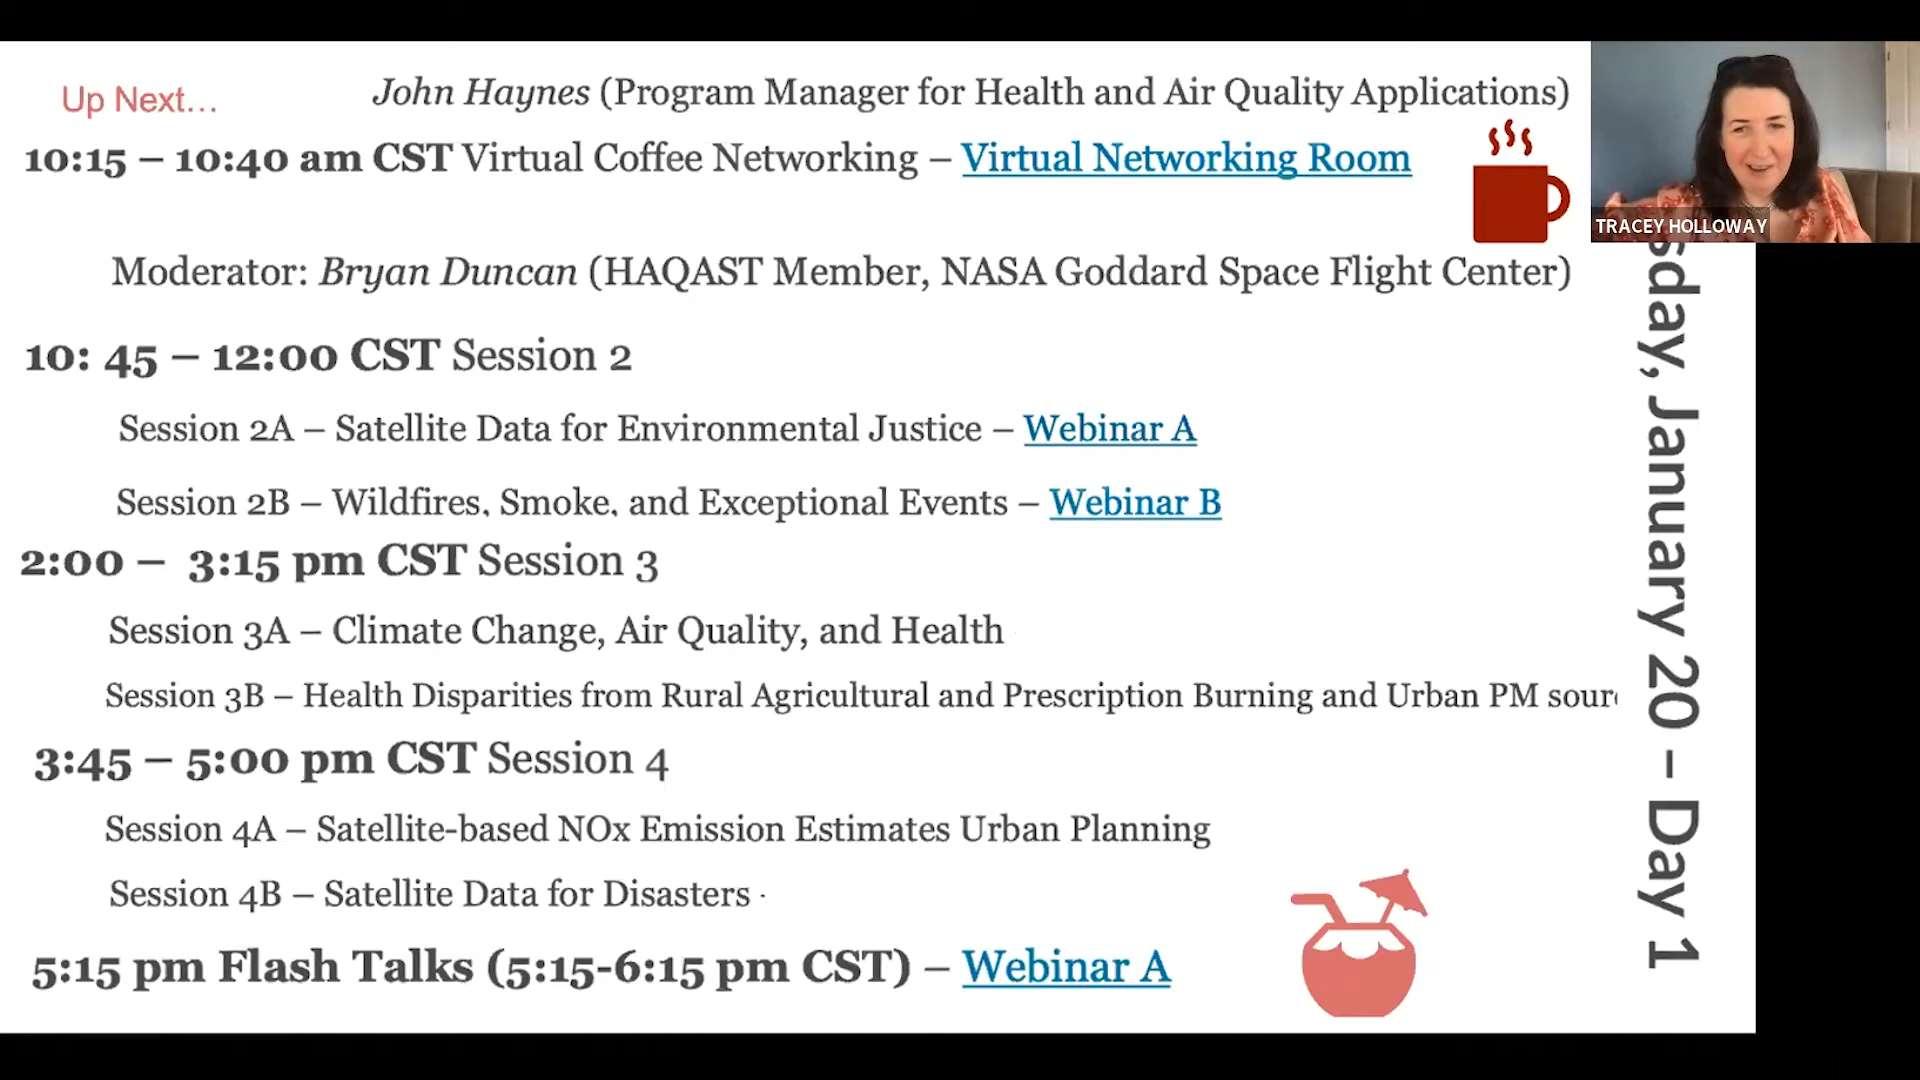 Up Next...
John Haynes (Program Manager for Health and Air Quality Applications)
10:15 – 10:40 am CST Virtual Coffee Networking – Virtual Networking Room
TRACEY HOLLOWAY
Moderator: Bryan Duncan (HAQAST Member, NASA Goddard Space Flight Center)
10: 45 – 12:00 CST Session 2
Session 2A – Satellite Data for Environmental Justice – Webinar A
Session 2B – Wildfires, Smoke, and Exceptional Events – Webinar B
2:00 – 3:15 pm CST Session 3
Session 3A – Climate Change, Air Quality, and Health
Session 3B – Health Disparities from Rural Agricultural and Prescription Burning and Urban PM
3:45 – 5:00 pm CST Session 4
Session 4A – Satellite-based NOx Emission Estimates Urban Planning
Session 4B – Satellite Data for Disasters
5:15 pm Flash Talks (5:15-6:15 pm CST) – Webinar A
January 20 – Day 1